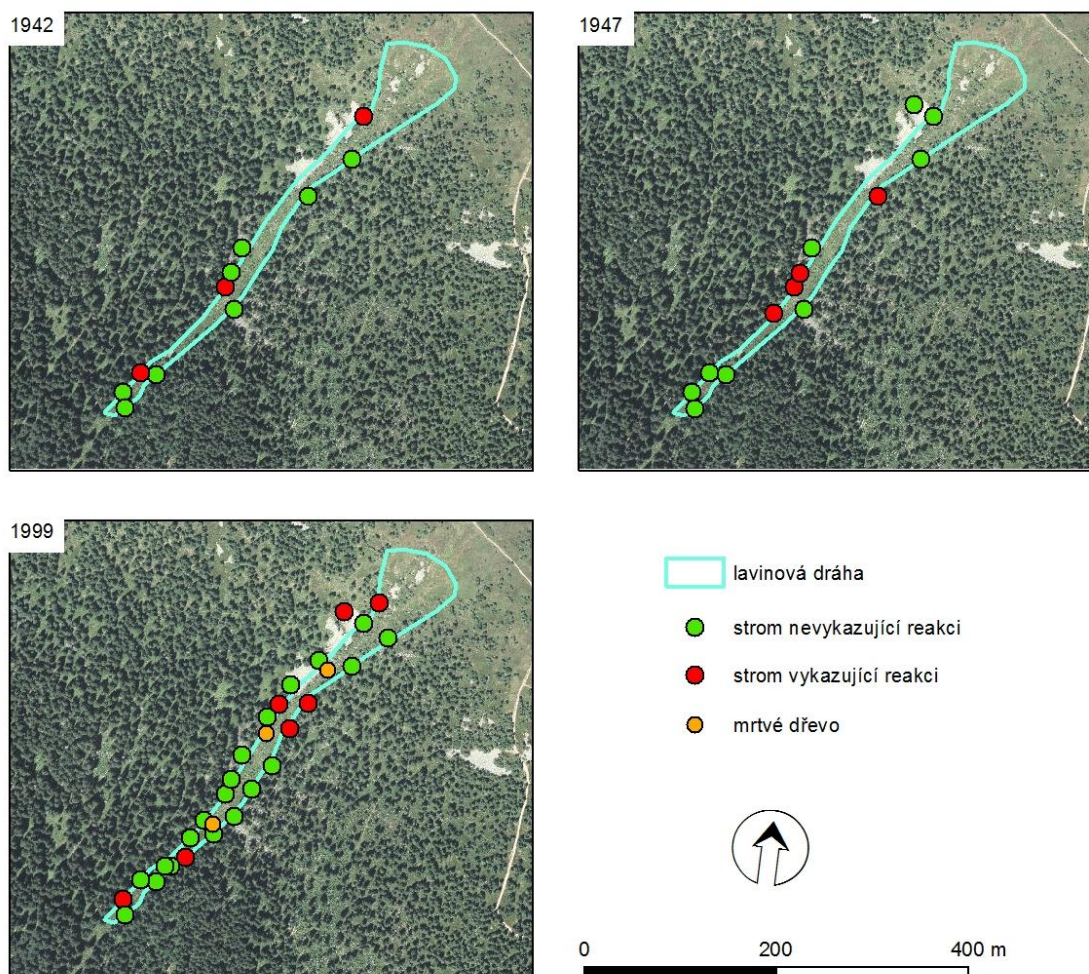 1942
1947
1999
lavinová dráha
strom nevykazující reakci
strom vykazující reakci
mrtvé dřevo
0 200 400 m